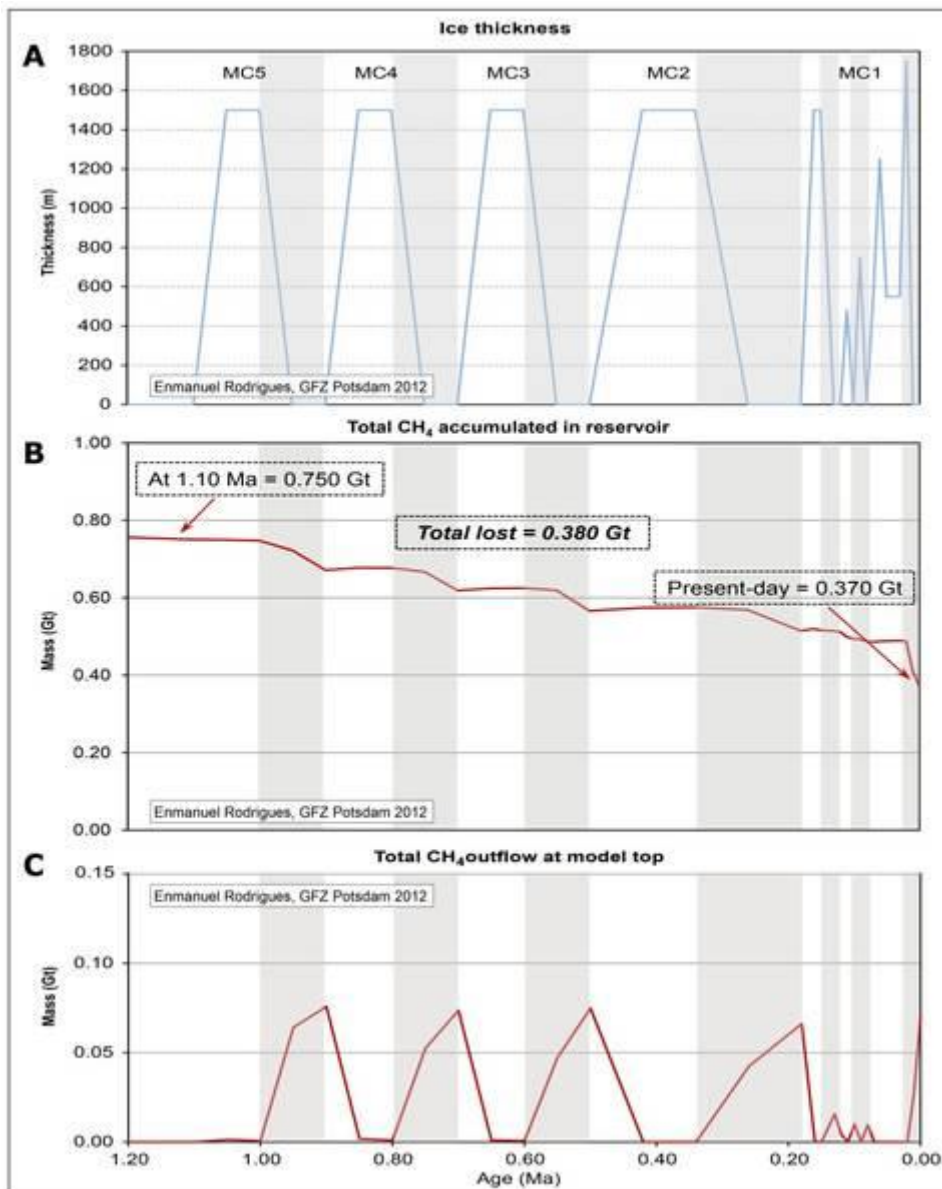 Ice thickness
A
1800
1600
1400
1200
1000
800
600
400
200
0
Thickness (m)
MC5
MC4
MC3
MC2
MC1
Enmanuel Rodrigues, GFZ Potsdam 2012
Total CH₄ accumulated in reservoir
B
1.00
0.80
0.60
0.40
0.20
0.00
Mass (Gt)
At 1.10 Ma = 0.750 Gt
Total lost = 0.380 Gt
Present-day = 0.370 Gt
Enmanuel Rodrigues, GFZ Potsdam 2012
Total CH₄outflow at model top
C
0.15
0.10
0.05
0.00
Mass (Gt)
Enmanuel Rodrigues, GFZ Potsdam 2012
1.20 1.00 0.80 0.60 0.40 0.20 0.00
Age (Ma)